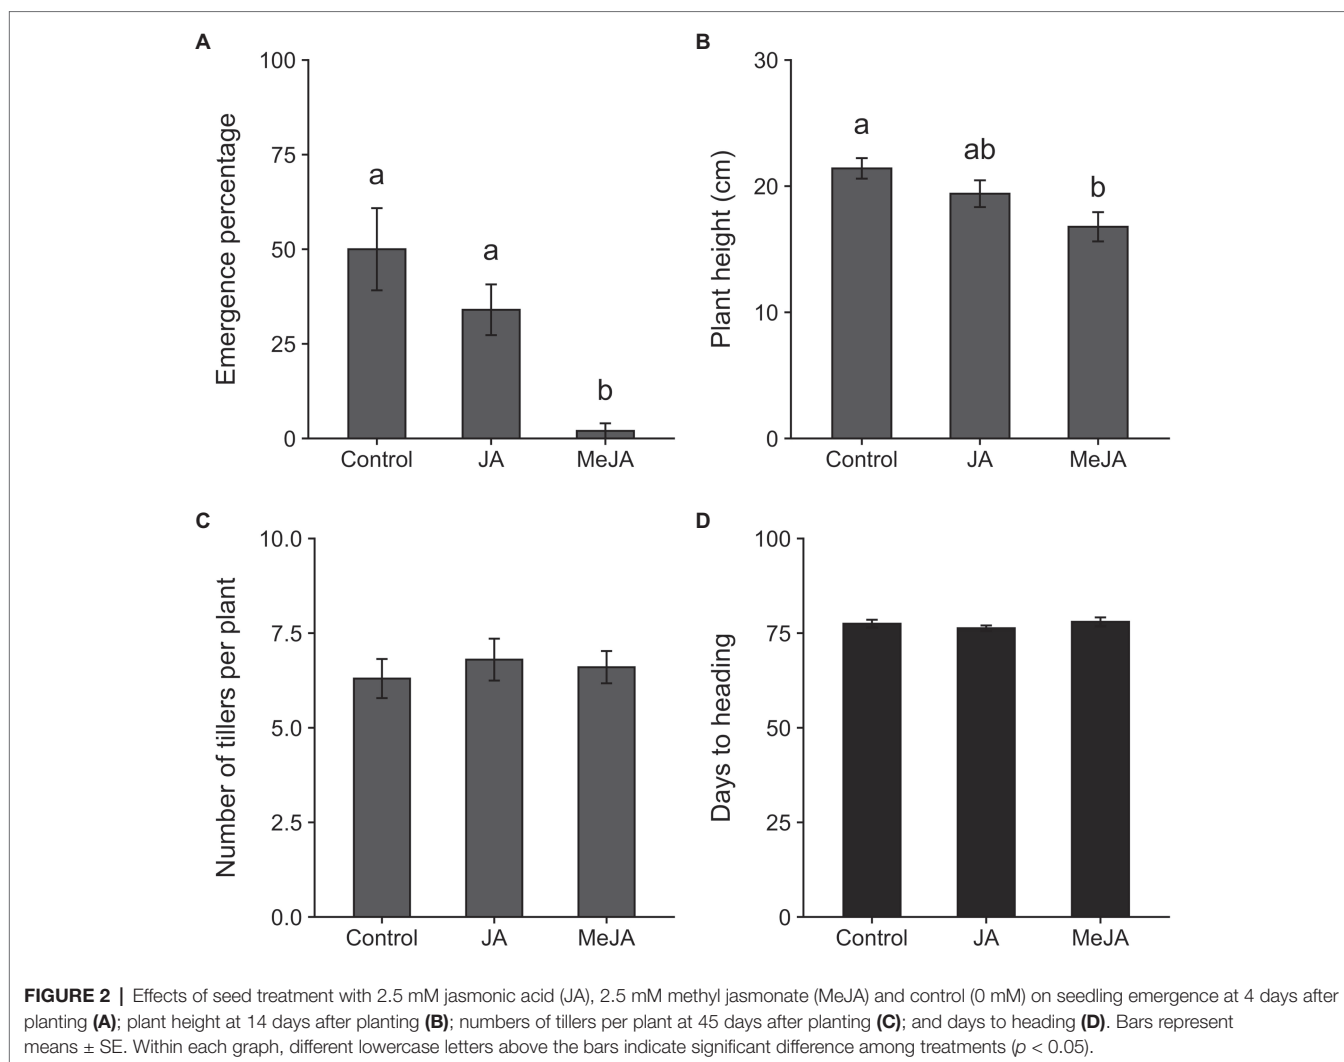 A
Emergence percentage
100
75
50
25
0
a
a
b
Control JA MeJA
B
Plant height (cm)
30
20
10
0
a
ab
b
Control JA MeJA
C
Number of tillers per plant
10.0
7.5
5.0
2.5
0.0
Control JA MeJA
D
Days to heading
100
75
50
25
0
Control JA MeJA
FIGURE 2 | Effects of seed treatment with 2.5 mM jasmonic acid (JA), 2.5 mM methyl jasmonate (MeJA) and control (0 mM) on seedling emergence at 4 days after
planting (A); plant height at 14 days after planting (B); numbers of tillers per plant at 45 days after planting (C); and days to heading (D). Bars represent
means ± SE. Within each graph, different lowercase letters above the bars indicate significant difference among treatments (p < 0.05).